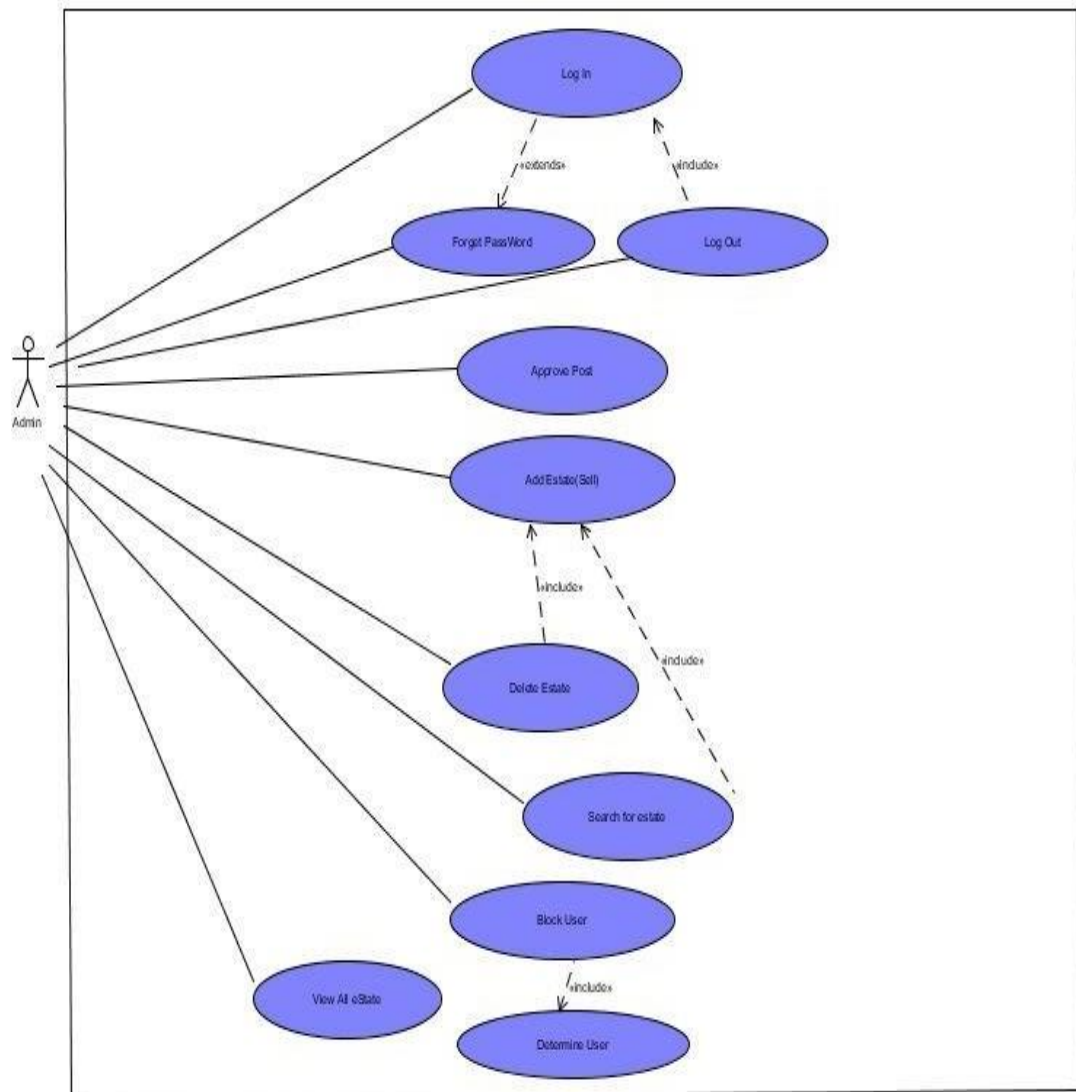 Log In
«extends»
«include»
Forget PassWord
Log Out
Approve Post
Admin
Add Estate(Sell)
«include»
«include»
Delete Estate
Search for estate
Block User
«include»
View All eState
Determine User